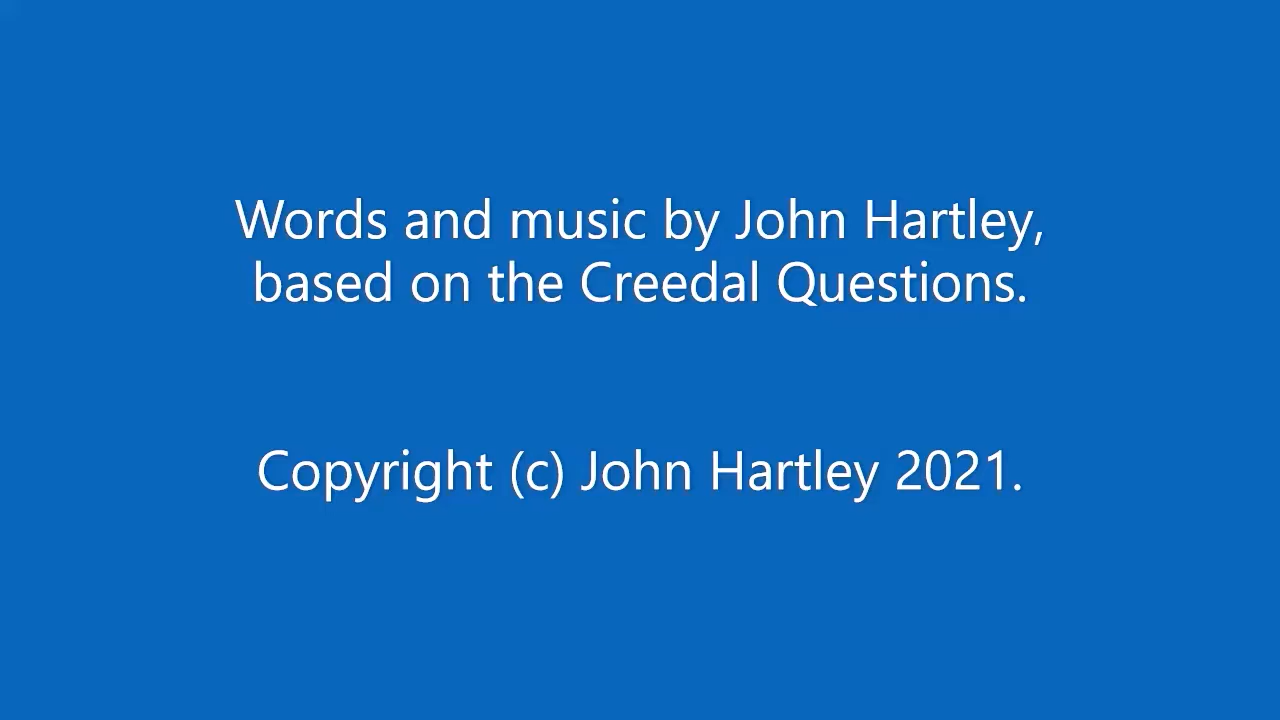 Words and music by John Hartley,
based on the Creedal Questions.
Copyright (c) John Hartley 2021.